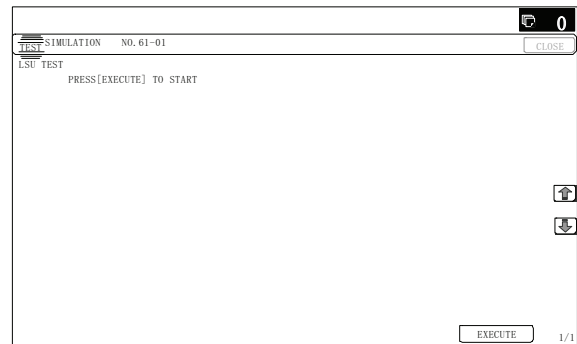 0
TEST SIMULATION NO. 61-01
CLOSE
LSU TEST
PRESS[EXECUTE] TO START
EXECUTE
1/1